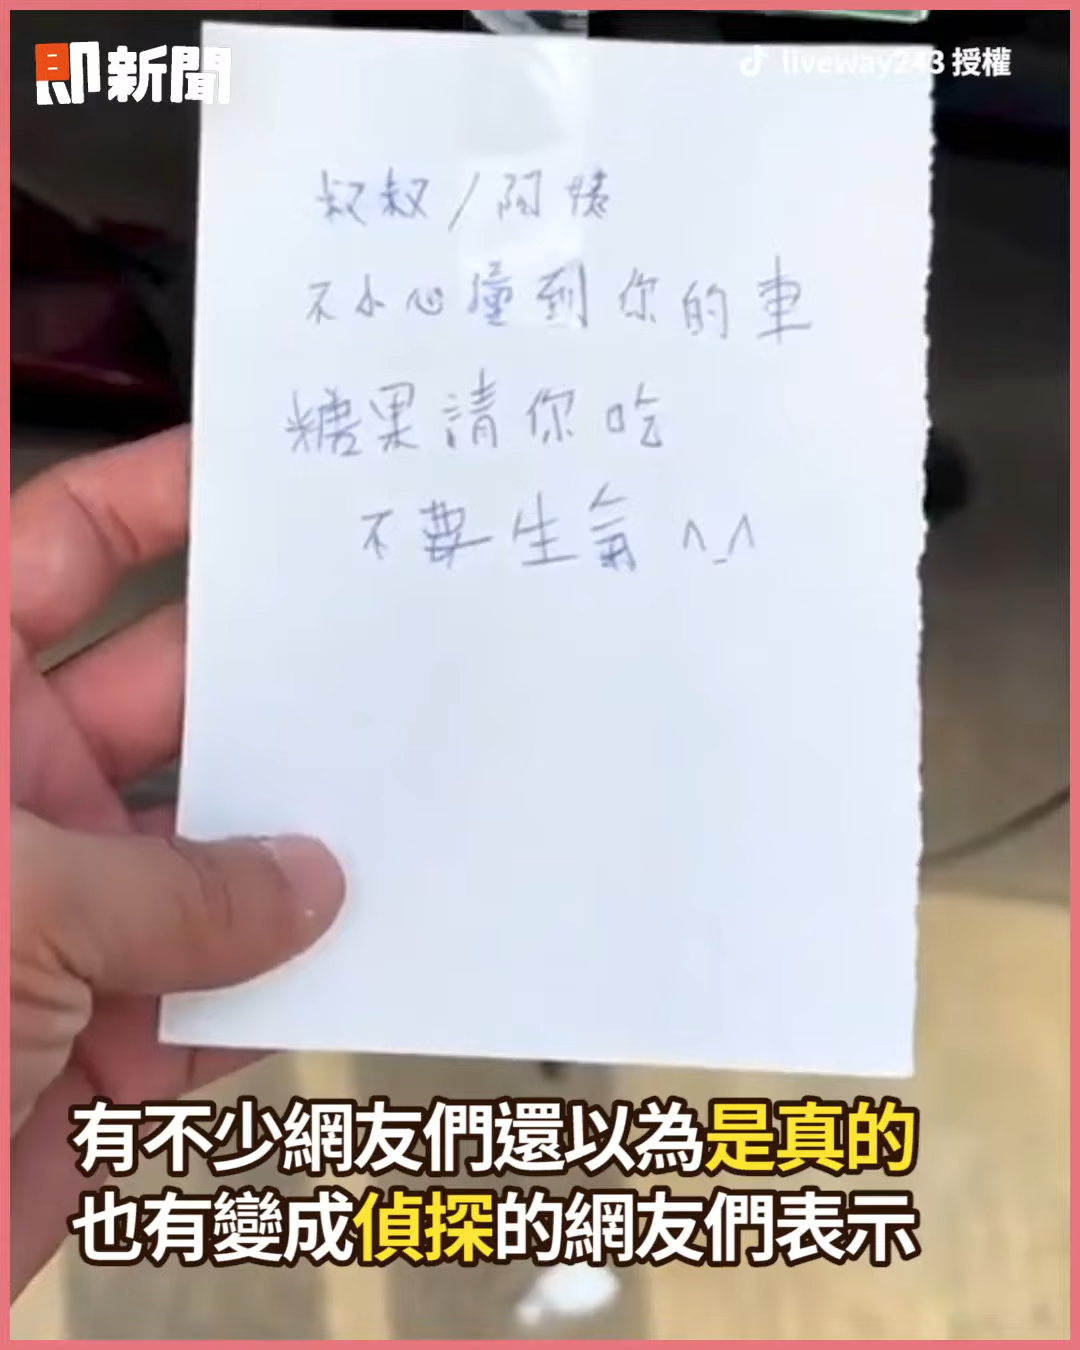 即新聞
liveway243 授權
叔叔/阿姨
不小心撞到你的車
糖果請你吃
不要生氣^_^
有不少網友們還以為是真的
也有變成偵探的網友們表示